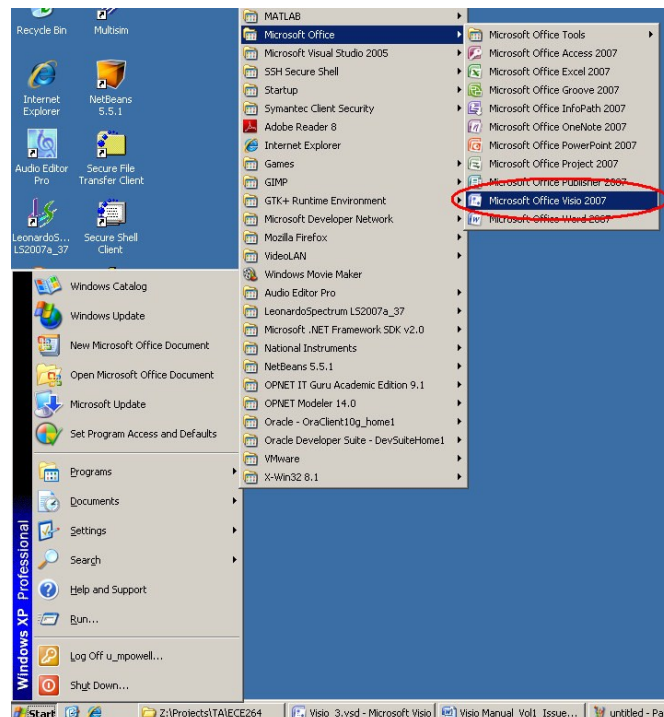 Recycle Bin
Multisim
Internet
Explorer
NetBeans
5.5.1
Audio Editor
Pro
Secure File
Transfer Client
LeonardoS...
LS2007a_37
Secure Shell
Client
MATLAB
Microsoft Office
Microsoft Visual Studio 2005
SSH Secure Shell
Startup
Symantec Client Security
Adobe Reader 8
Internet Explorer
Games
GIMP
GTK+ Runtime Environment
Microsoft Developer Network
Mozilla Firefox
VideoLAN
Windows Movie Maker
Audio Editor Pro
LeonardoSpectrum LS2007a_37
Microsoft .NET Framework SDK v2.0
National Instruments
NetBeans 5.5.1
OPNET IT Guru Academic Edition 9.1
OPNET Modeler 14.0
Oracle - OraClient10g_home1
Oracle Developer Suite - DevSuiteHome1
VMware
X-Win32 8.1
Microsoft Office Tools
Microsoft Office Access 2007
Microsoft Office Excel 2007
Microsoft Office Groove 2007
Microsoft Office InfoPath 2007
Microsoft Office OneNote 2007
Microsoft Office PowerPoint 2007
Microsoft Office Project 2007
Microsoft Office Publisher 2007
Microsoft Office Visio 2007
Microsoft Office Word 2007
Windows Catalog
Windows Update
New Microsoft Office Document
Open Microsoft Office Document
Microsoft Update
Set Program Access and Defaults
Programs
Documents
Settings
Search
Help and Support
Run...
Log Off u_mpowell...
Shut Down...
Windows XP Professional
Start
Z:\Projects\TA\ECE264
Visio_3.vsd - Microsoft Visio
Visio Manual_Vol1_Issue...
untitled - Pa